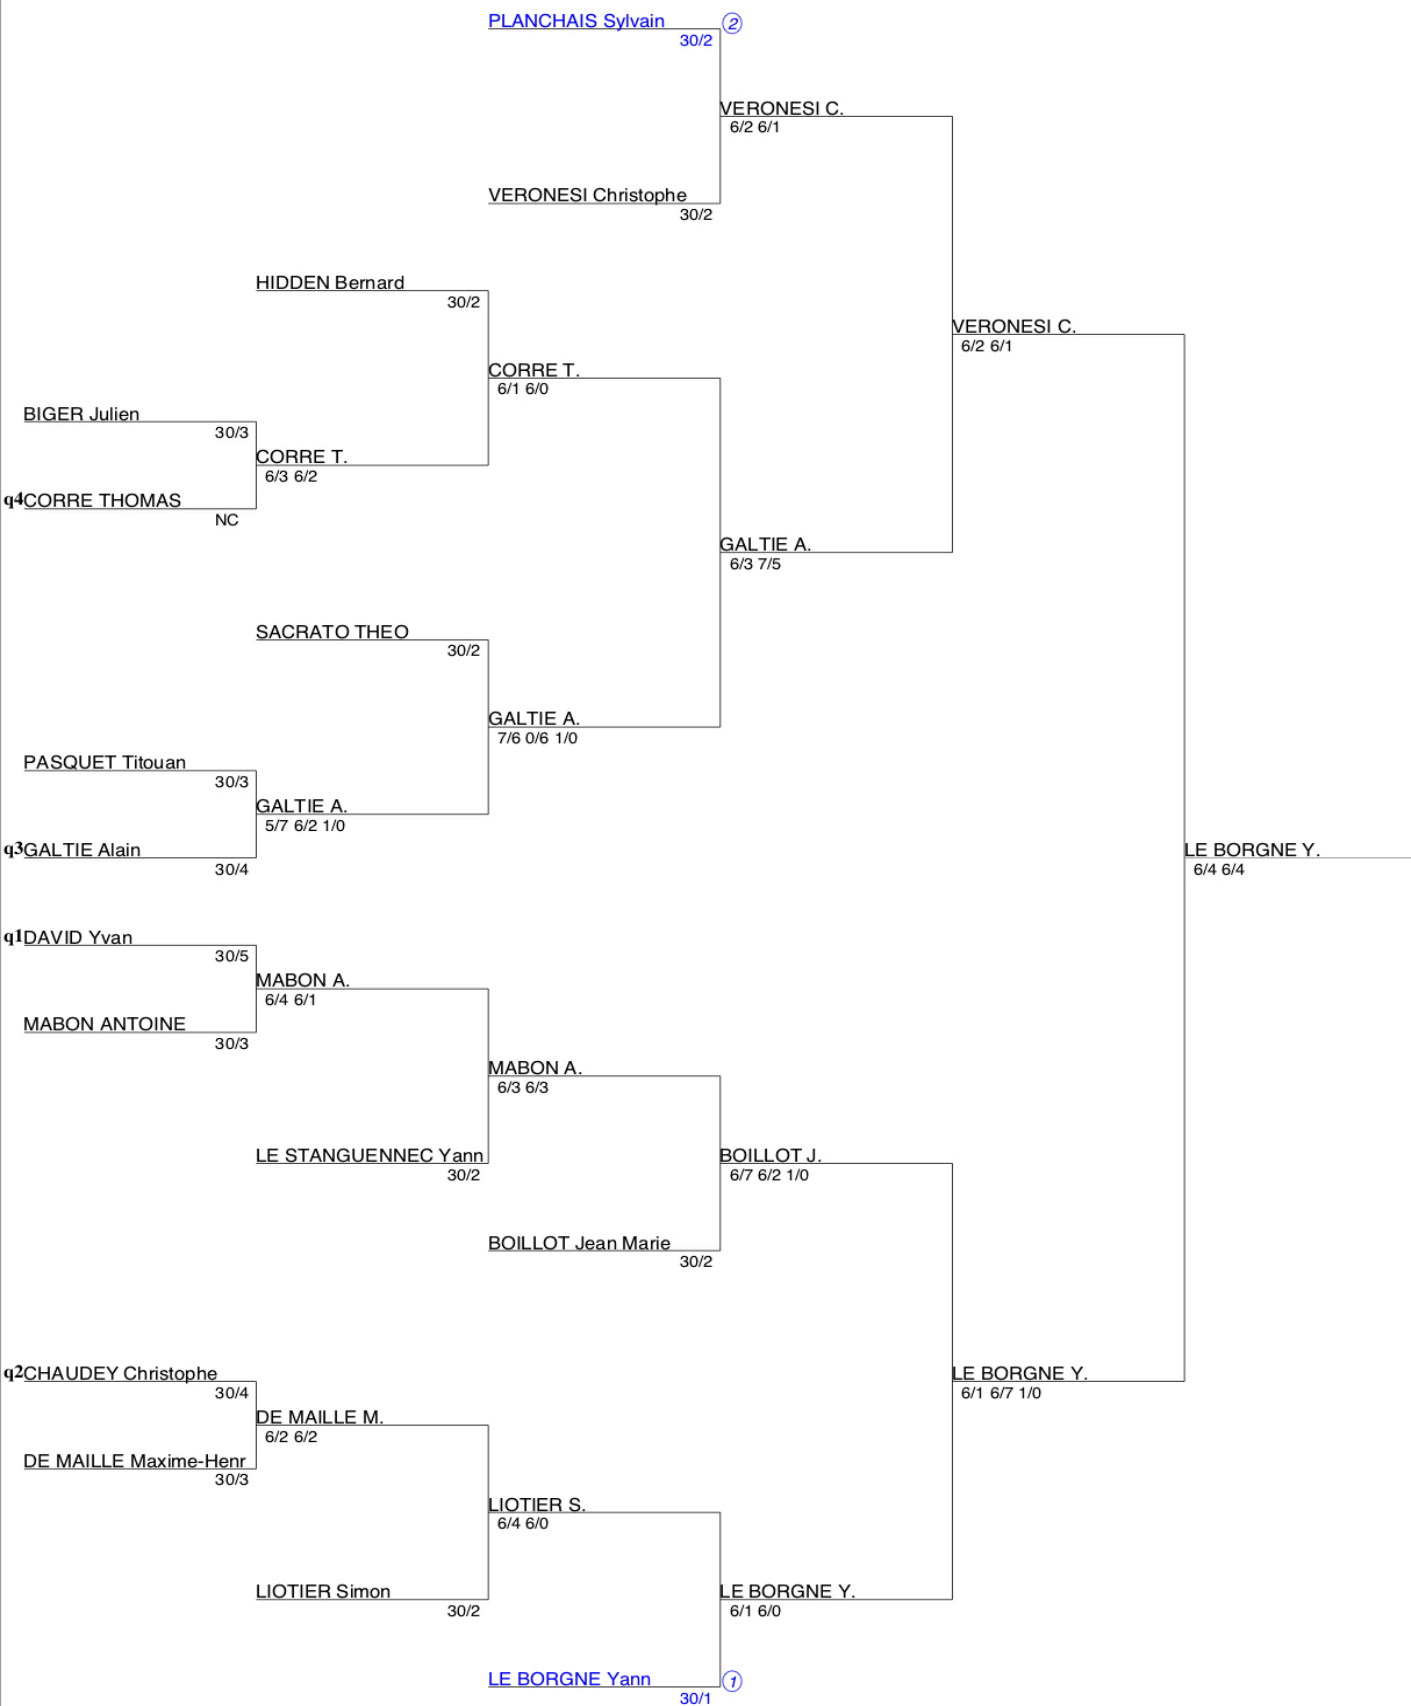 PLANCHAIS Sylvain 2
30/2
VERONESI C.
6/2 6/1
VERONESI Christophe
30/2
HIDDEN Bernard
30/2
VERONESI C.
6/2 6/1
CORRE T.
6/1 6/0
BIGER Julien
30/3
CORRE T.
6/3 6/2
q4 CORRE THOMAS
NC
GALTIE A.
6/3 7/5
SACRATO THEO
30/2
GALTIE A.
7/6 0/6 1/0
PASQUET Titouan
30/3
GALTIE A.
5/7 6/2 1/0
q3 GALTIE Alain
30/4
LE BORGNE Y.
6/4 6/4
q1 DAVID Yvan
30/5
MABON A.
6/4 6/1
MABON ANTOINE
30/3
MABON A.
6/3 6/3
LE STANGUENNEC Yann
30/2
BOILLOT J.
6/7 6/2 1/0
BOILLOT Jean Marie
30/2
q2 CHAUDEY Christophe
30/4
LE BORGNE Y.
6/1 6/7 1/0
DE MAILLE M.
6/2 6/2
DE MAILLE Maxime-Henr
30/3
LIOTIER S.
6/4 6/0
LIOTIER Simon
30/2
LE BORGNE Y.
6/1 6/0
LE BORGNE Yann 1
30/1